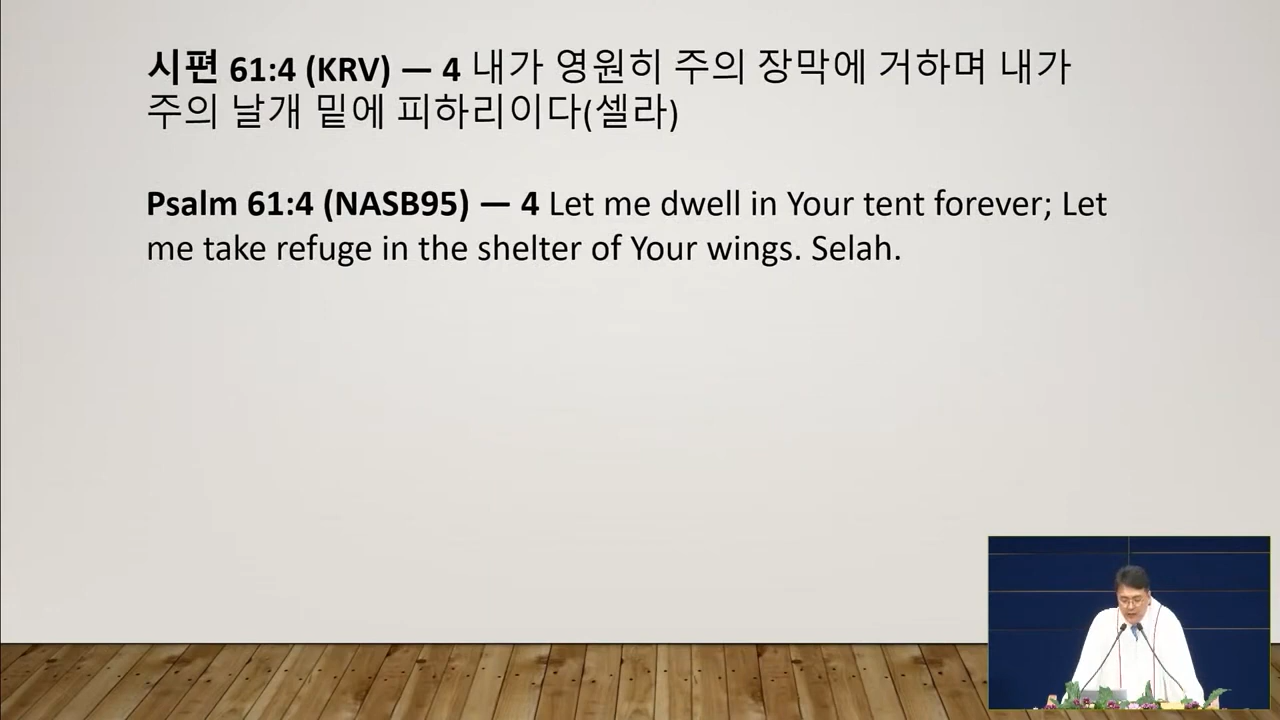 시편 61:4 (KRV) — 4 내가 영원히 주의 장막에 거하며 내가
주의 날개 밑에 피하리이다(셀라)
Psalm 61:4 (NASB95) — 4 Let me dwell in Your tent forever; Let
me take refuge in the shelter of Your wings. Selah.